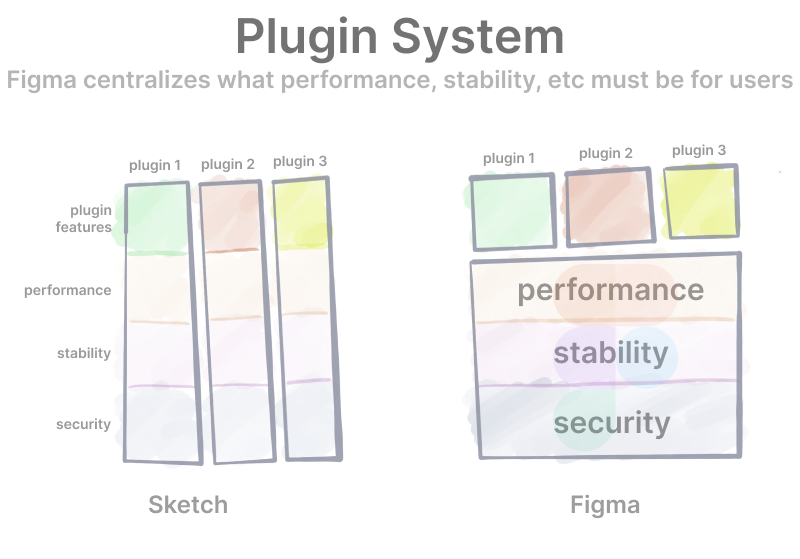 Plugin System
Figma centralizes what performance, stability, etc must be for users
plugin 1
plugin 2
plugin 3
plugin
features
performance
stability
security
Sketch
plugin 1
plugin 2
plugin 3
performance
stability
security
Figma